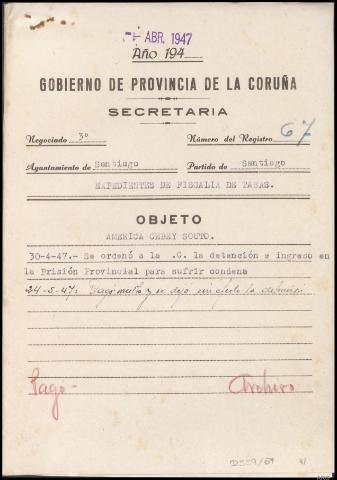 ABR. 1947
Año 194
GOBIERNO DE PROVINCIA DE LA CORUÑA
SECRETARIA
Negociado 3º Número del Registro 67
Ayuntamiento de Santiago Partido de Santiago
EXPEDIENTES DE FISCALIA DE TASAS.
OBJETO
AMERICA CEBEY SOUTO.
30-4-47.- Se ordenó a la .C. la detención e ingreso en
la Prisión Provincial para sufrir condena
24-5-47: Pagó multa y se dejó sin efecto la detención
Pago Archivo